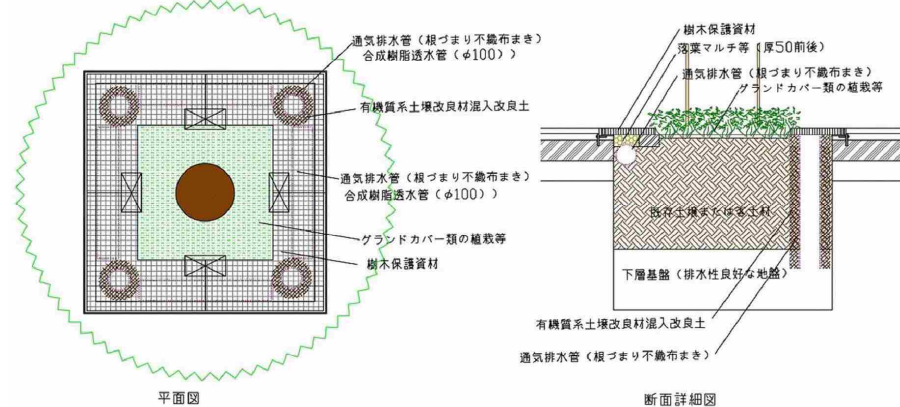 通気排水管（根づまり不織布まき）
合成樹脂透水管（φ100））
有機質系土壌改良材混入改良土
通気排水管（根づまり不織布まき）
合成樹脂透水管（φ100））
グランドカバー類の植栽等
樹木保護資材
平面図
樹木保護資材
落葉マルチ等（厚50前後）
通気排水管（根づまり不織布まき）
グランドカバー類の植栽等
既存土壌または客土材
下層基盤（排水性良好な地盤）
有機質系土壌改良材混入改良土
通気排水管（根づまり不織布まき）
断面詳細図